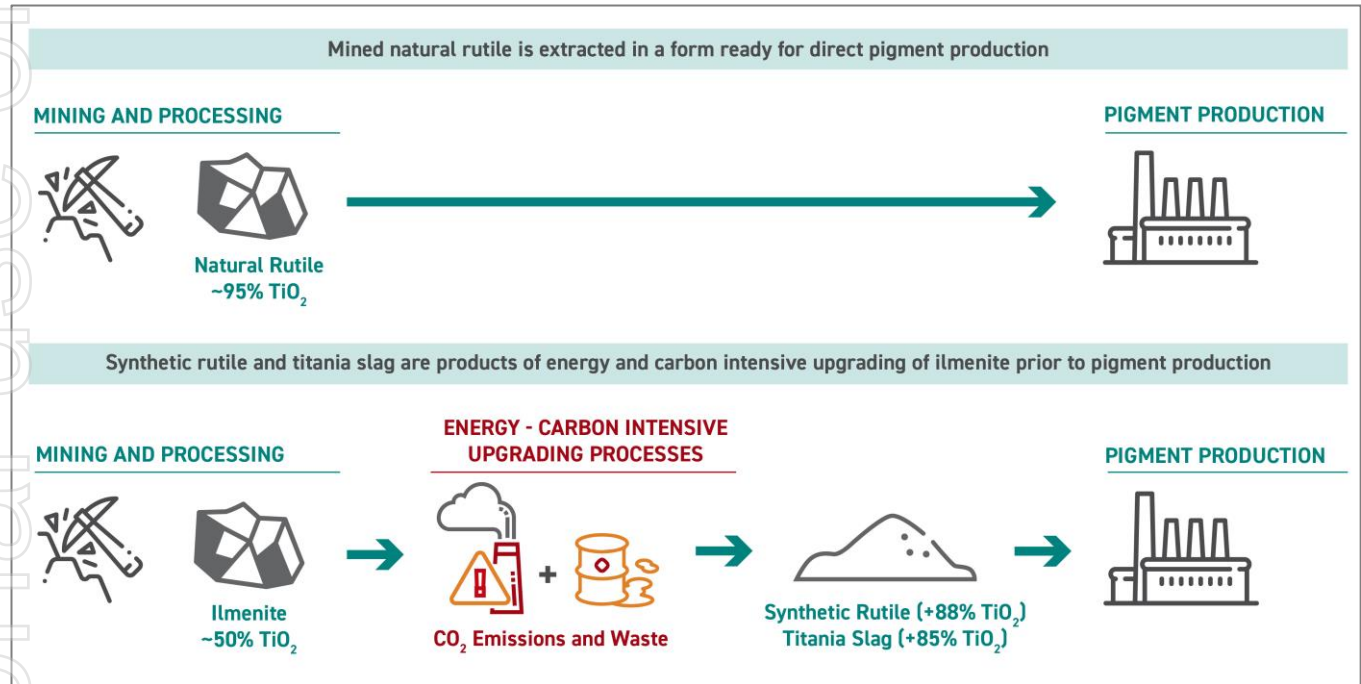 Mined natural rutile is extracted in a form ready for direct pigment production
MINING AND PROCESSING
PIGMENT PRODUCTION
Natural Rutile
~95% TiO₂
Synthetic rutile and titania slag are products of energy and carbon intensive upgrading of ilmenite prior to pigment production
MINING AND PROCESSING
ENERGY - CARBON INTENSIVE
UPGRADING PROCESSES
PIGMENT PRODUCTION
Ilmenite
~50% TiO₂
CO₂ Emissions and Waste
Synthetic Rutile (+88% TiO₂)
Titania Slag (+85% TiO₂)